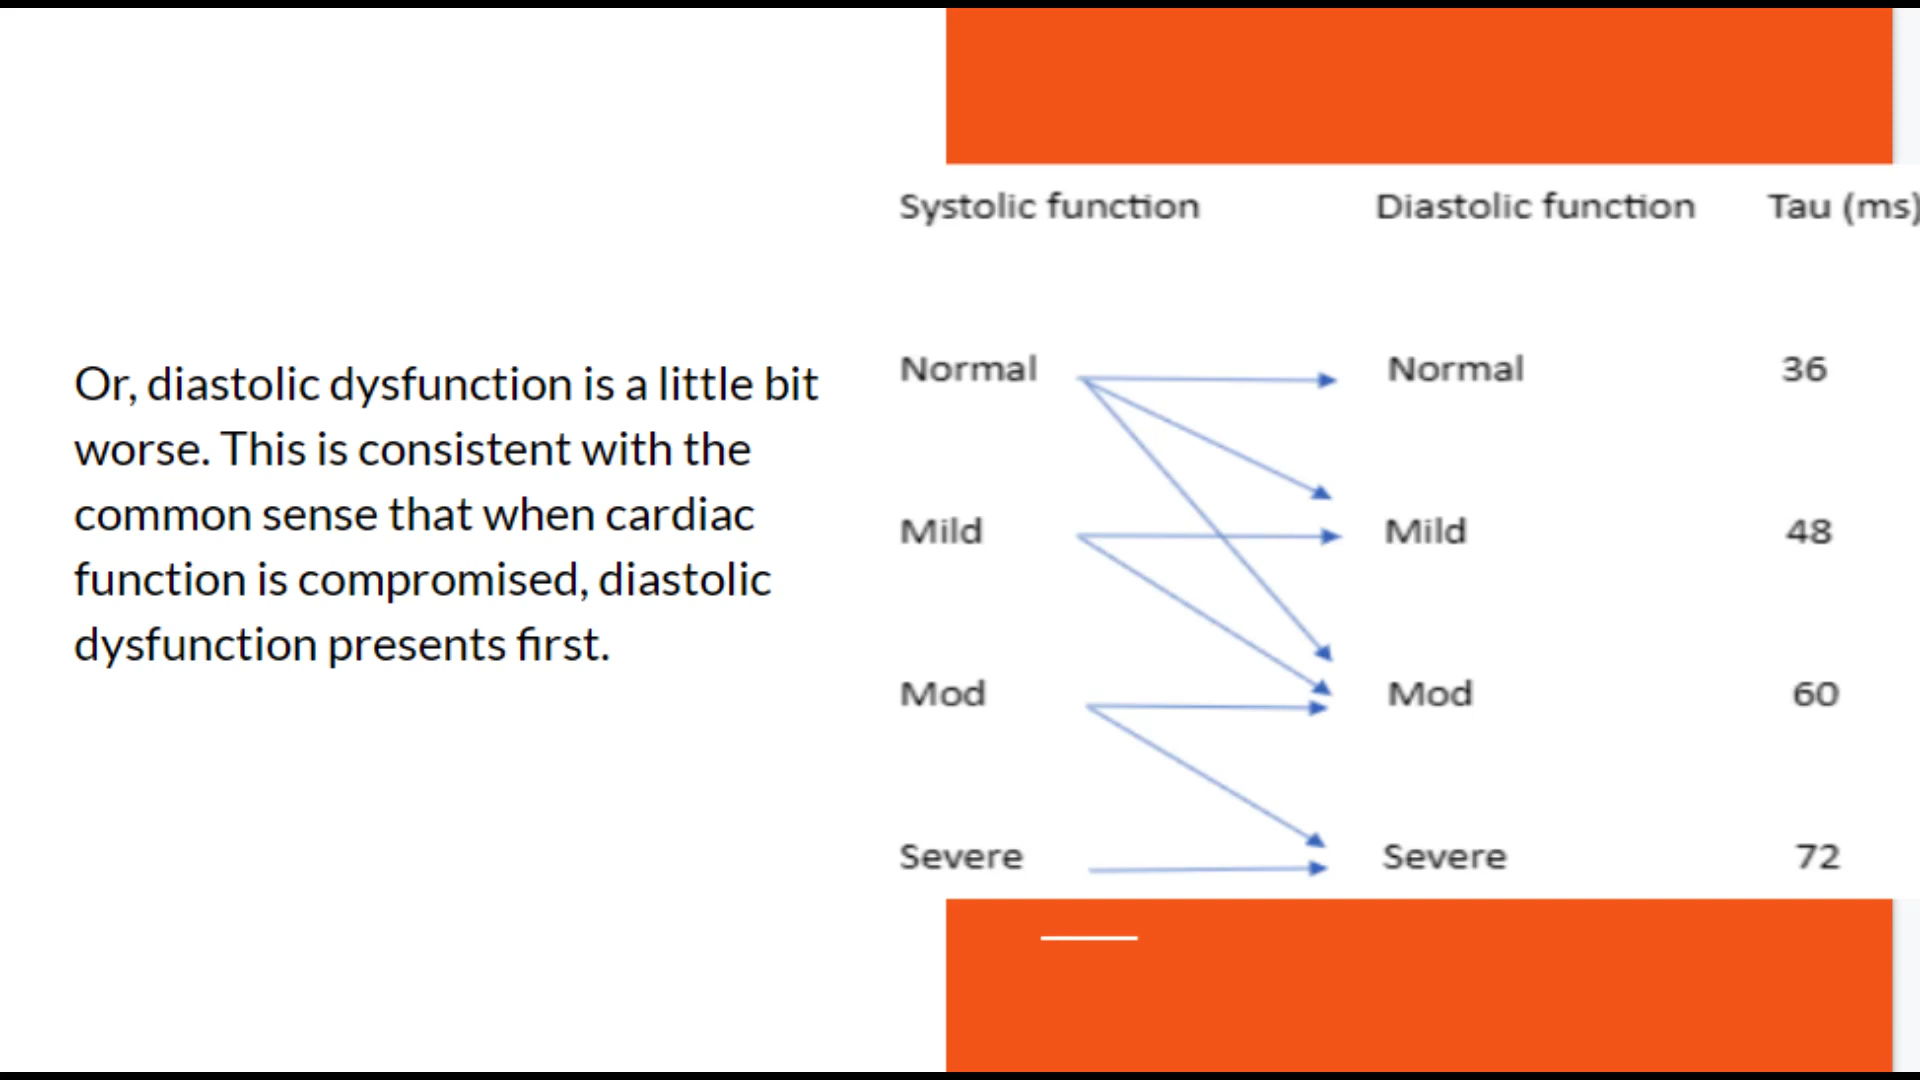 Or, diastolic dysfunction is a little bit
worse. This is consistent with the
common sense that when cardiac
function is compromised, diastolic
dysfunction presents first.
Systolic function Diastolic function Tau (ms)
Normal Normal 36
Mild Mild 48
Mod Mod 60
Severe Severe 72